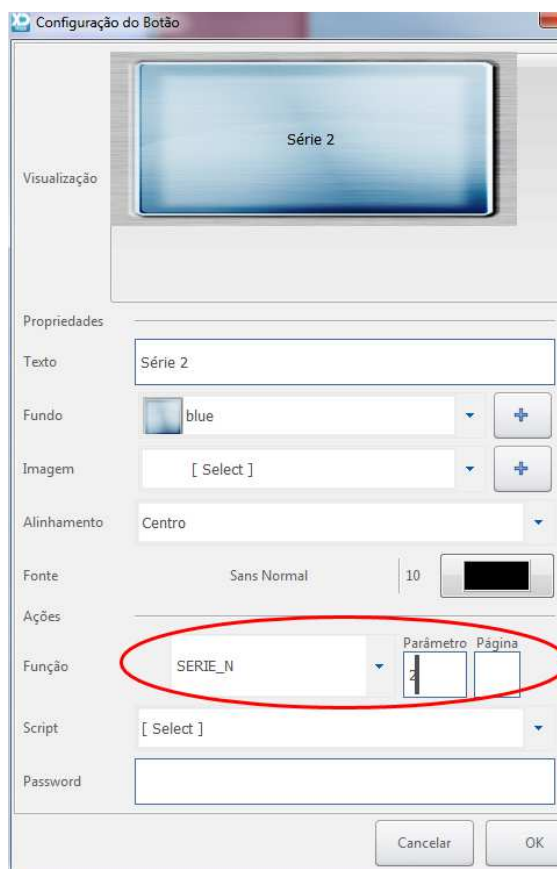 Configuração do Botão
Série 2
Visualização
Propriedades
Texto Série 2
Fundo blue
Imagem [ Select ]
Alinhamento Centro
Fonte Sans Normal 10
Ações
Parâmetro Página
Função SERIE_N 2
Script [ Select ]
Password
Cancelar OK